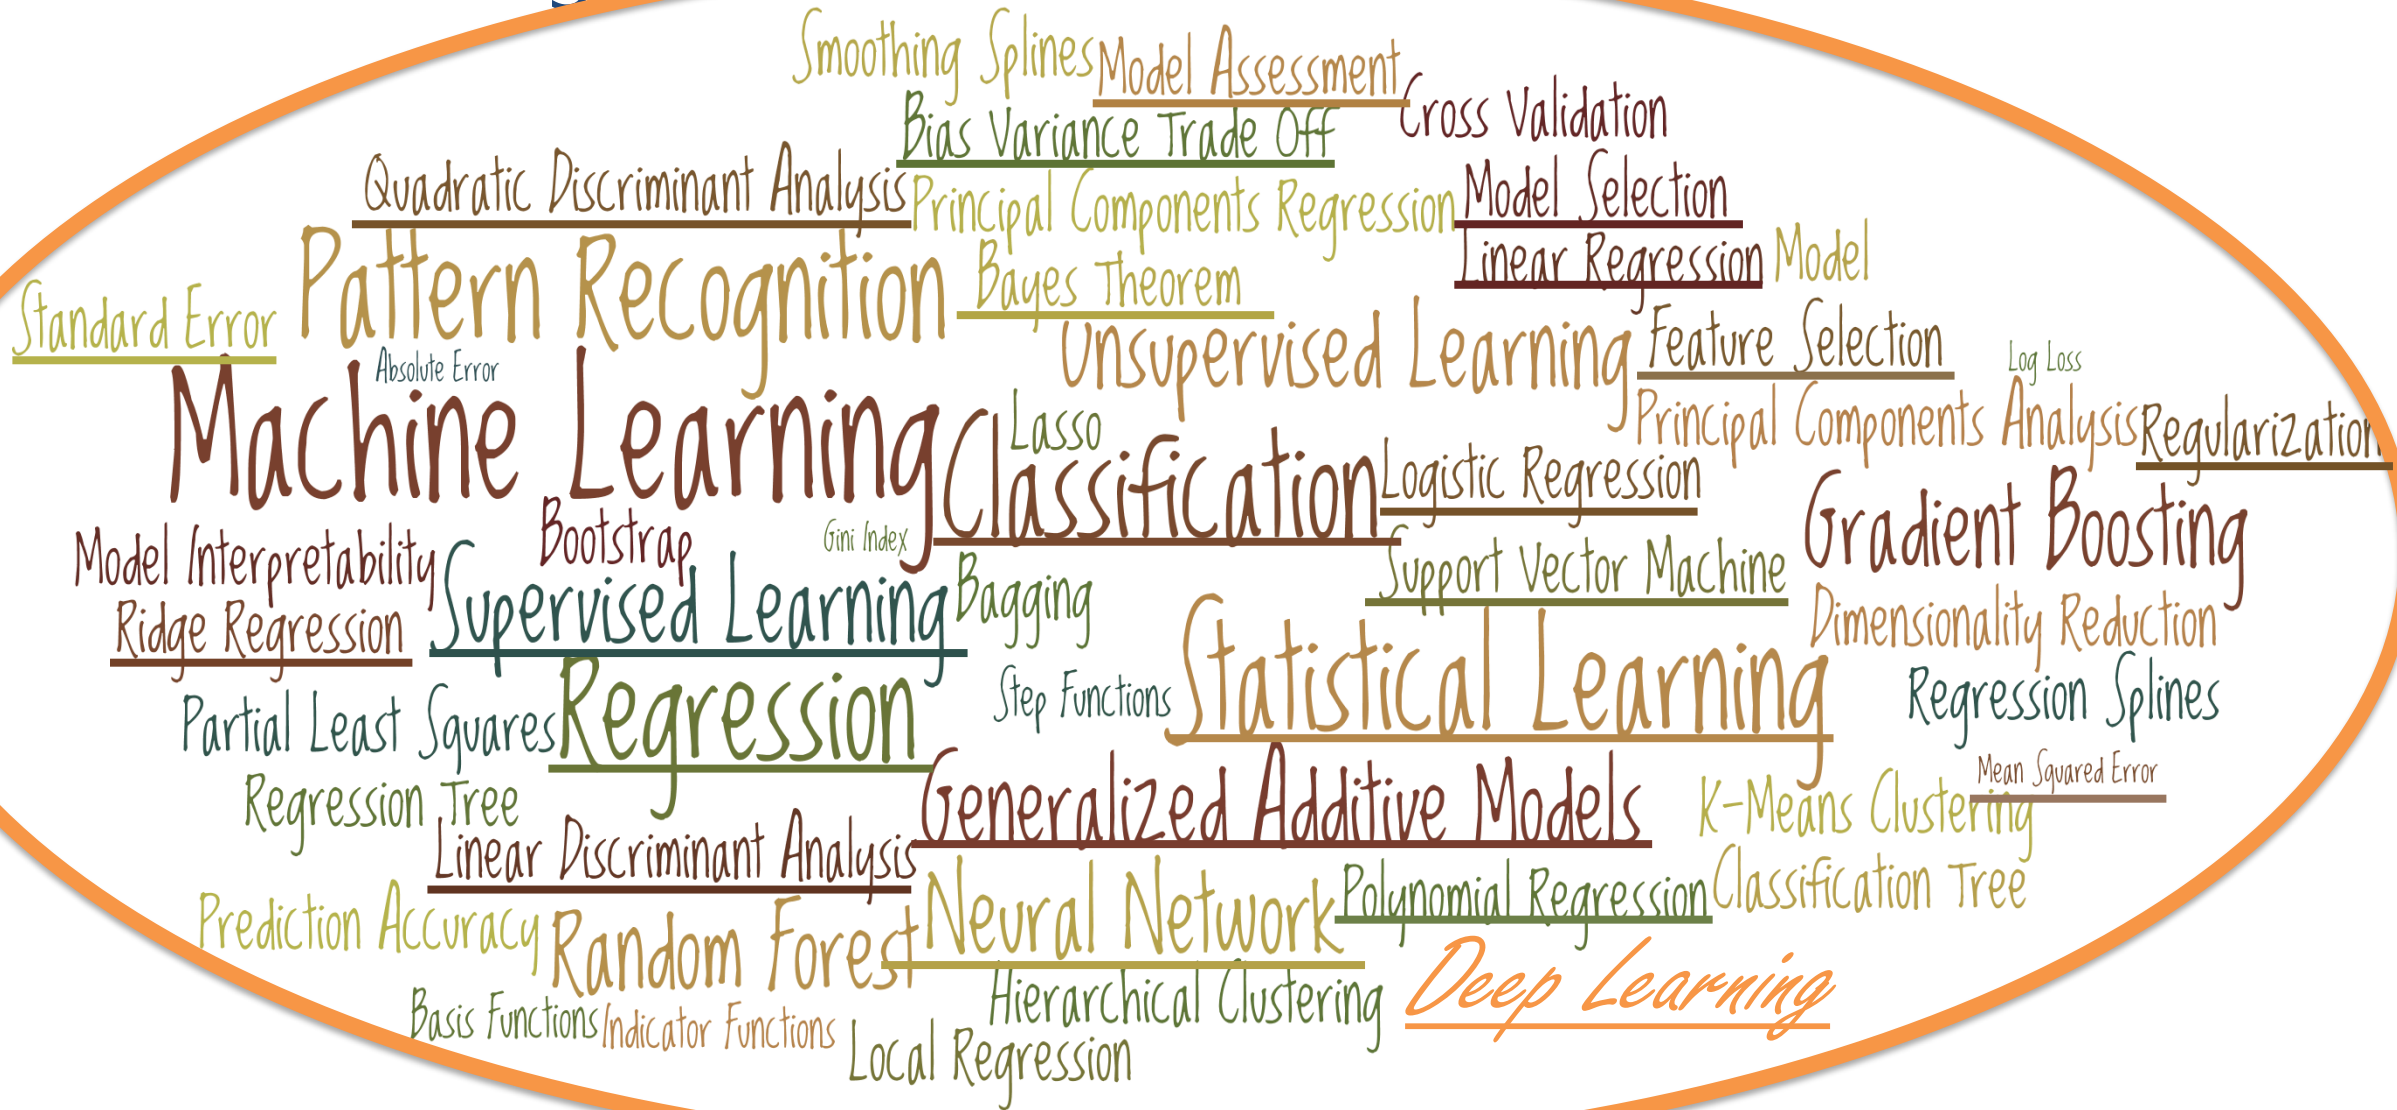 Smoothing Splines
Model Assessment
Cross Validation
Bias Variance Trade Off
Quadratic Discriminant Analysis
Principal Components Regression
Model Selection
Linear Regression
Model
Pattern Recognition
Bayes Theorem
Standard Error
Unsupervised Learning
Feature Selection
Log Loss
Absolute Error
Machine Learning
Lasso
Principal Components Analysis
Regularization
Classification
Logistic Regression
Gradient Boosting
Model Interpretability
Bootstrap
Gini Index
Support Vector Machine
Supervised Learning
Bagging
Ridge Regression
Dimensionality Reduction
Statistical Learning
Partial Least Squares
Regression
Step Functions
Regression Splines
Mean Squared Error
Regression Tree
Generalized Additive Models
K-Means Clustering
Linear Discriminant Analysis
Classification Tree
Prediction Accuracy
Random Forest
Neural Network
Polynomial Regression
Deep Learning
Hierarchical Clustering
Basis Functions
Indicator Functions
Local Regression